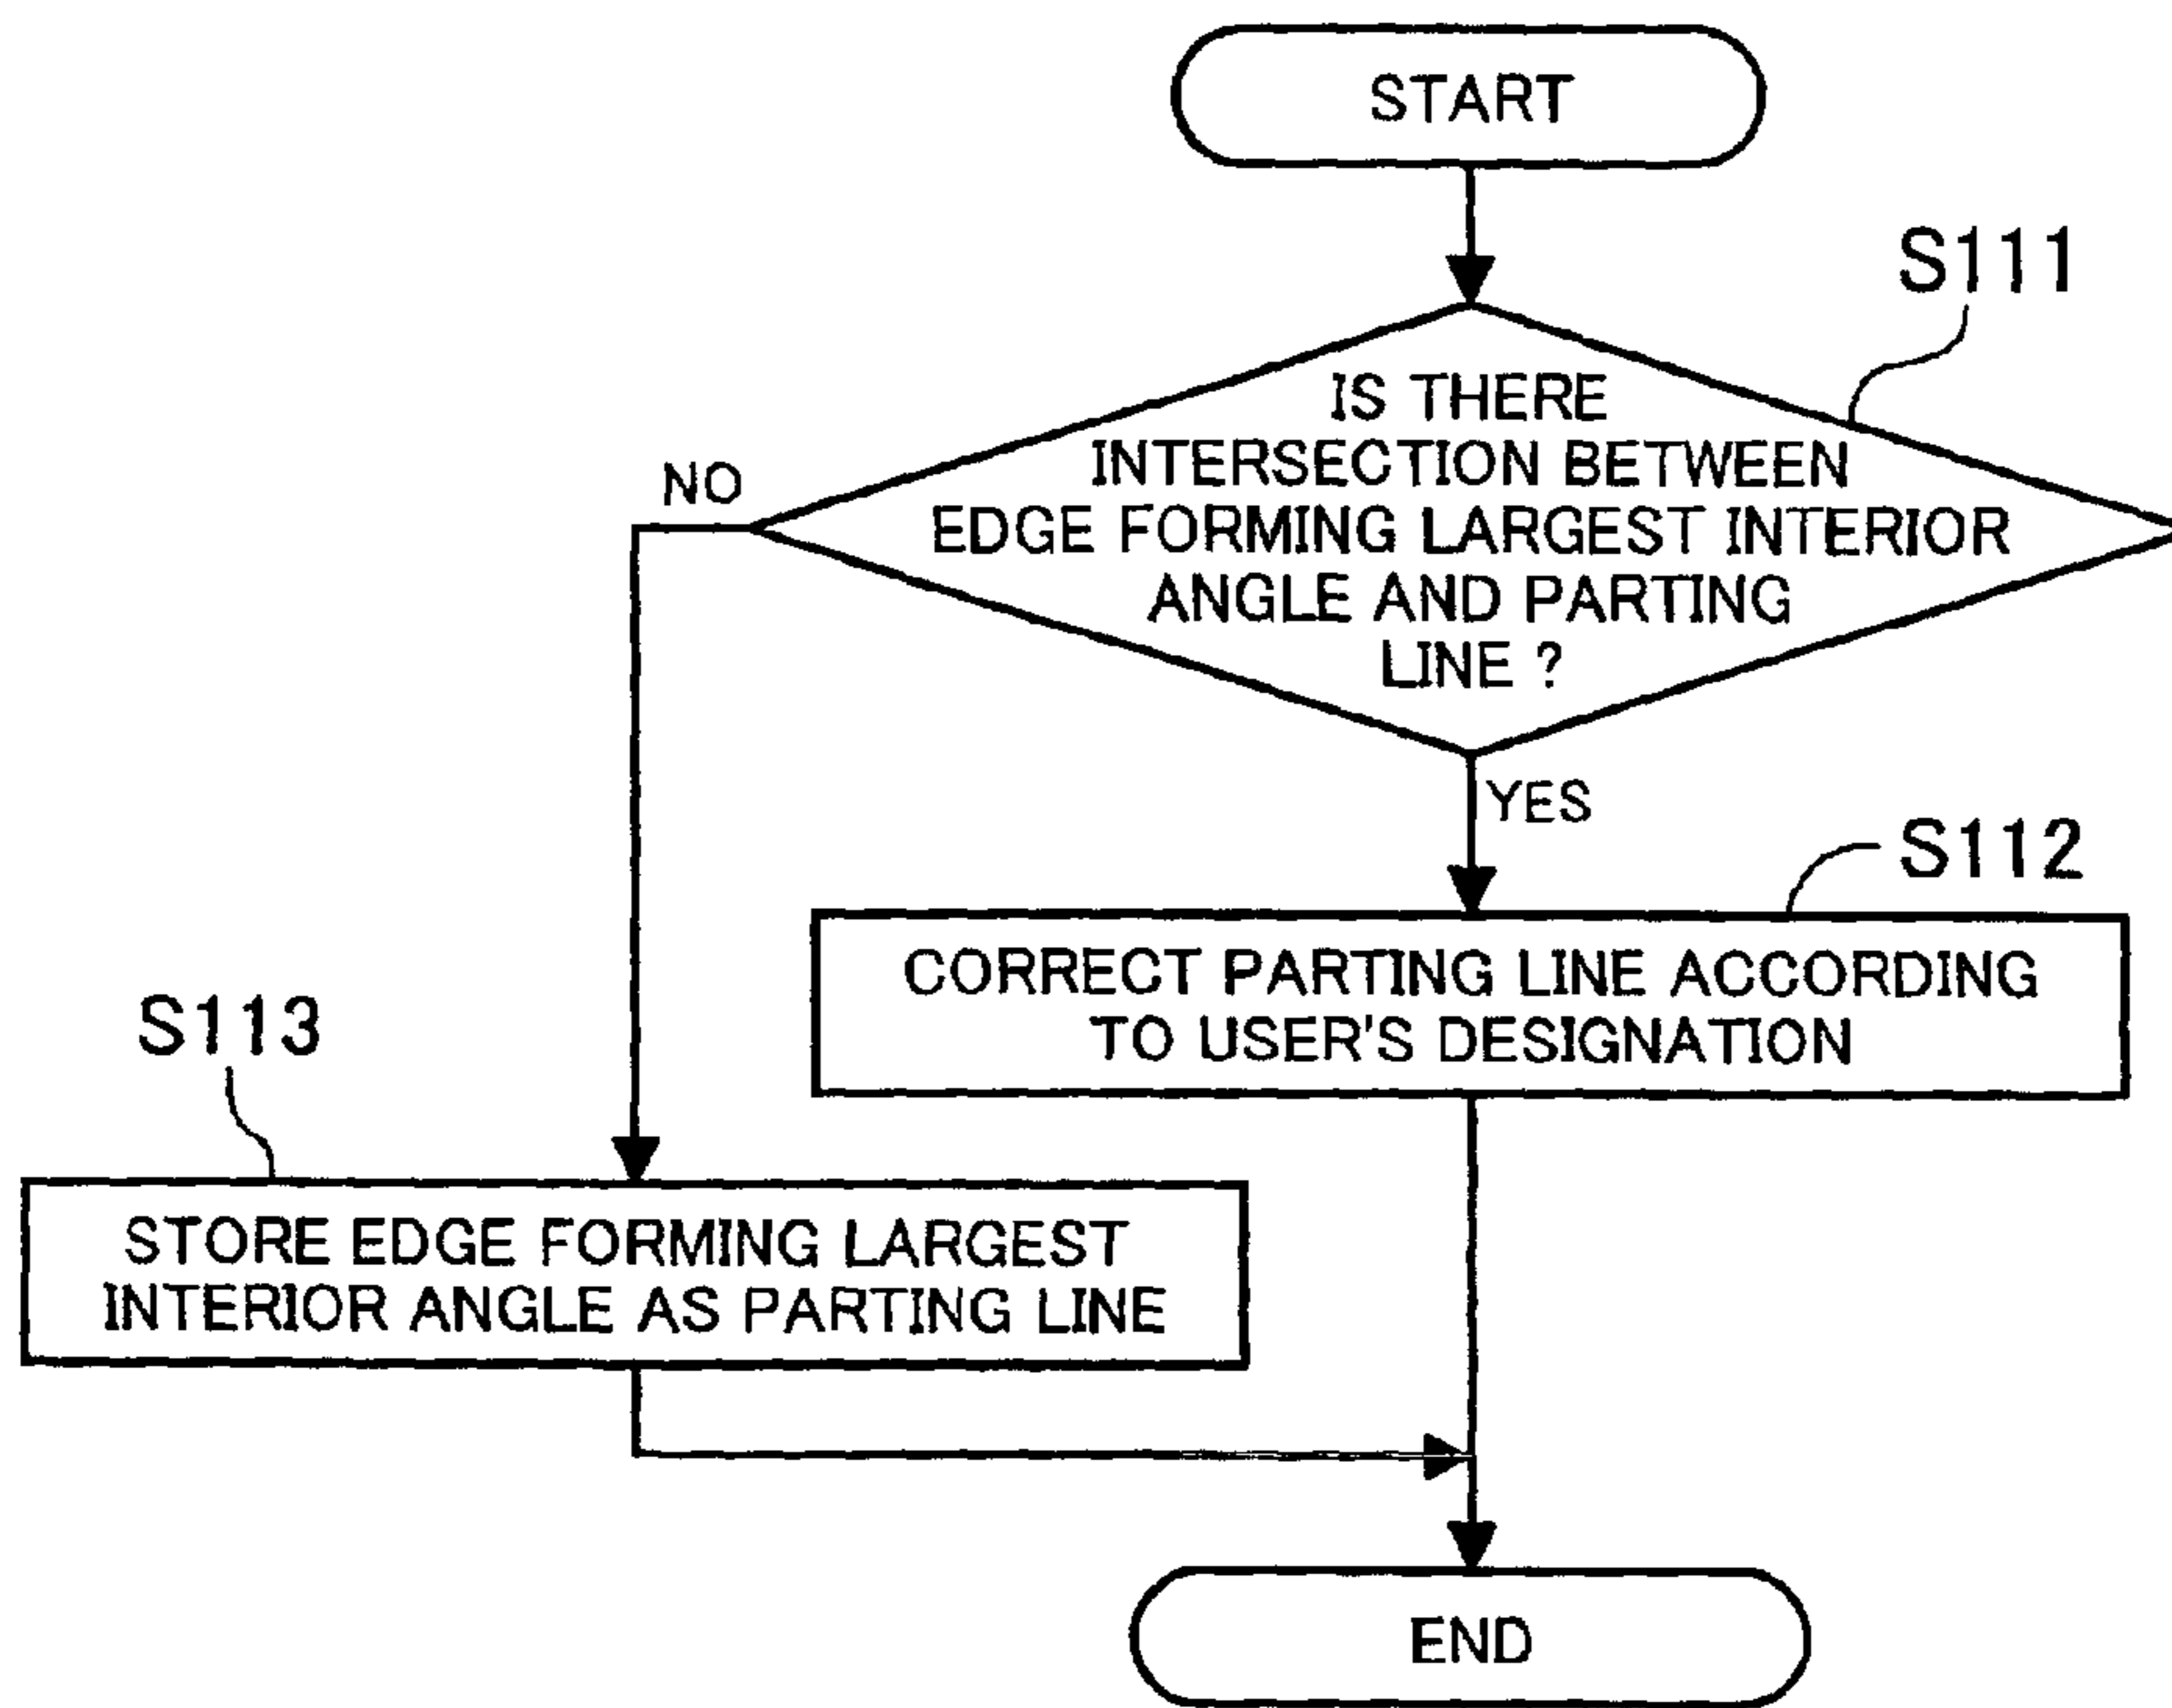 START
S111
IS THERE
INTERSECTION BETWEEN
EDGE FORMING LARGEST INTERIOR
ANGLE AND PARTING
LINE ?
NO
YES
S112
CORRECT PARTING LINE ACCORDING
TO USER'S DESIGNATION
S113
STORE EDGE FORMING LARGEST
INTERIOR ANGLE AS PARTING LINE
END